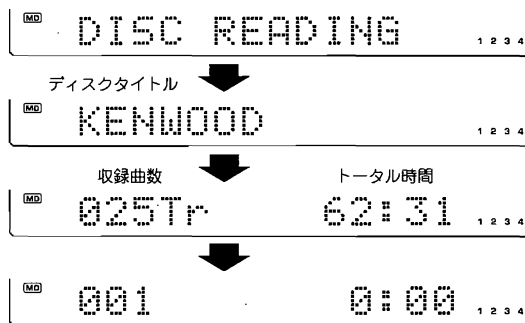 MD DISC READING 1 2 3 4
ディスクタイトル
MD KENWOOD 1 2 3 4
収録曲数 トータル時間
MD 025Tr 62:31 1 2 3 4
MD 001 0:00 1 2 3 4